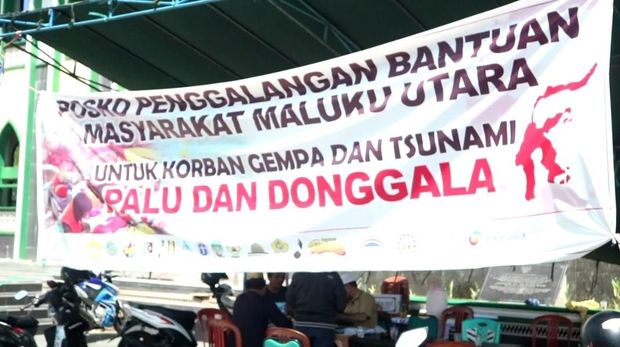 POSKO PENGGALANGAN BANTUAN
MASYARAKAT MALUKU UTARA
UNTUK KORBAN GEMPA DAN TSUNAMI
PALU DAN DONGGALA